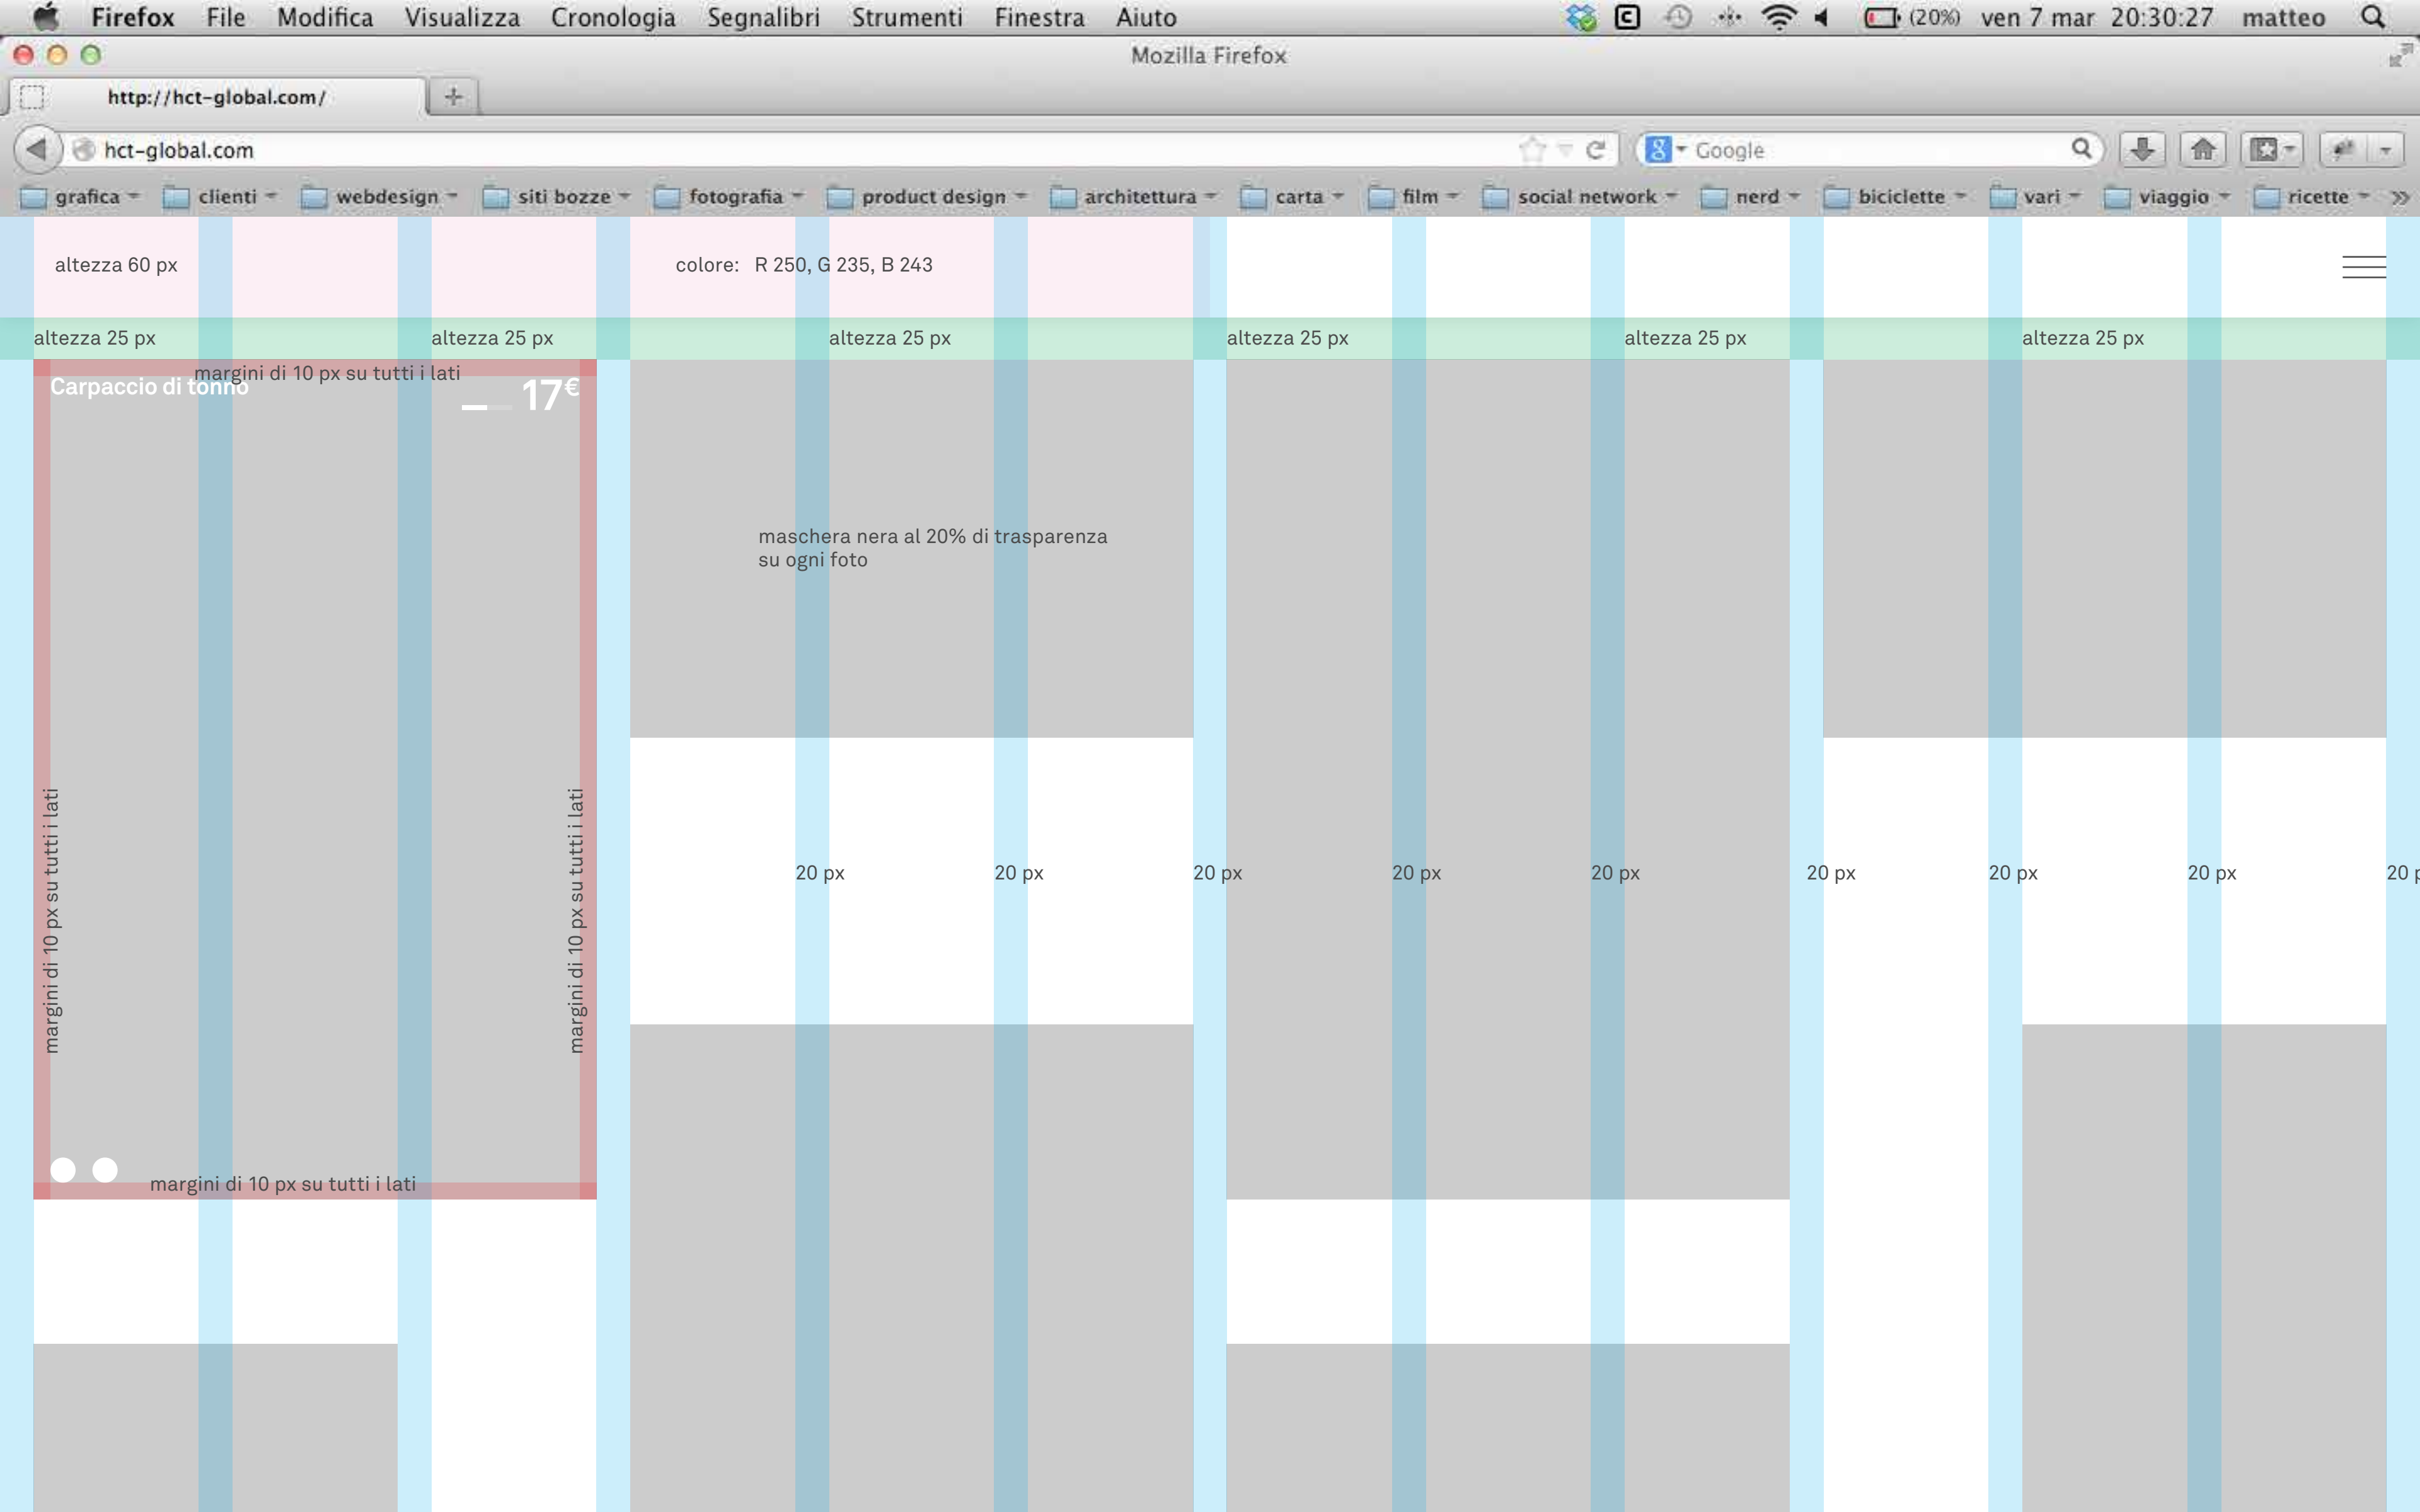 Firefox File Modifica Visualizza Cronologia Segnalibri Strumenti Finestra Aiuto (20%) ven 7 mar 20:30:27 matteo
Mozilla Firefox
http://hct-global.com/ +
hct-global.com Google
grafica clienti webdesign siti bozze fotografia product design architettura carta film social network nerd biciclette vari viaggio ricette
altezza 60 px colore: R 250, G 235, B 243
altezza 25 px altezza 25 px altezza 25 px altezza 25 px altezza 25 px altezza 25 px
margini di 10 px su tutti i lati
Carpaccio di tonno 17€
maschera nera al 20% di trasparenza
su ogni foto
margini di 10 px su tutti i lati
margini di 10 px su tutti i lati
20 px 20 px 20 px 20 px 20 px 20 px 20 px 20 px 20
margini di 10 px su tutti i lati